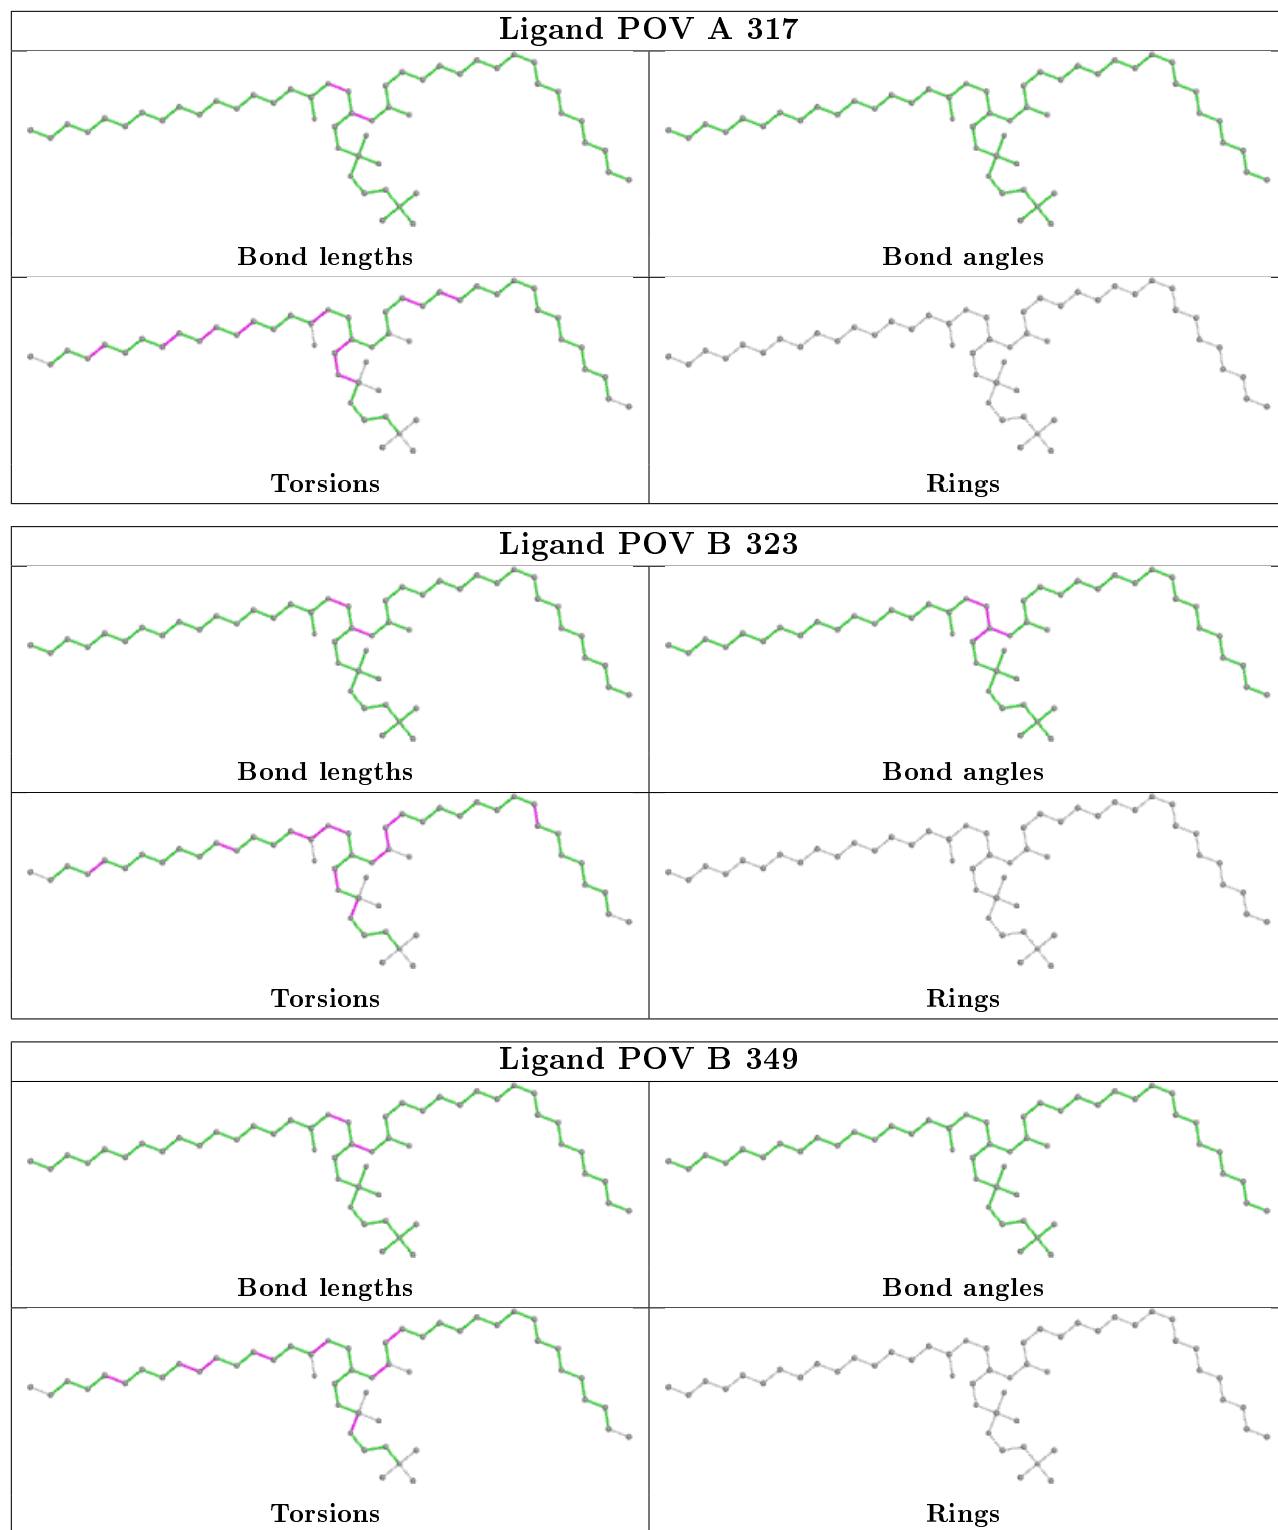 Ligand POV A 317
Bond lengths
Bond angles
Torsions
Rings
Ligand POV B 323
Bond lengths
Bond angles
Torsions
Rings
Ligand POV B 349
Bond lengths
Bond angles
Torsions
Rings